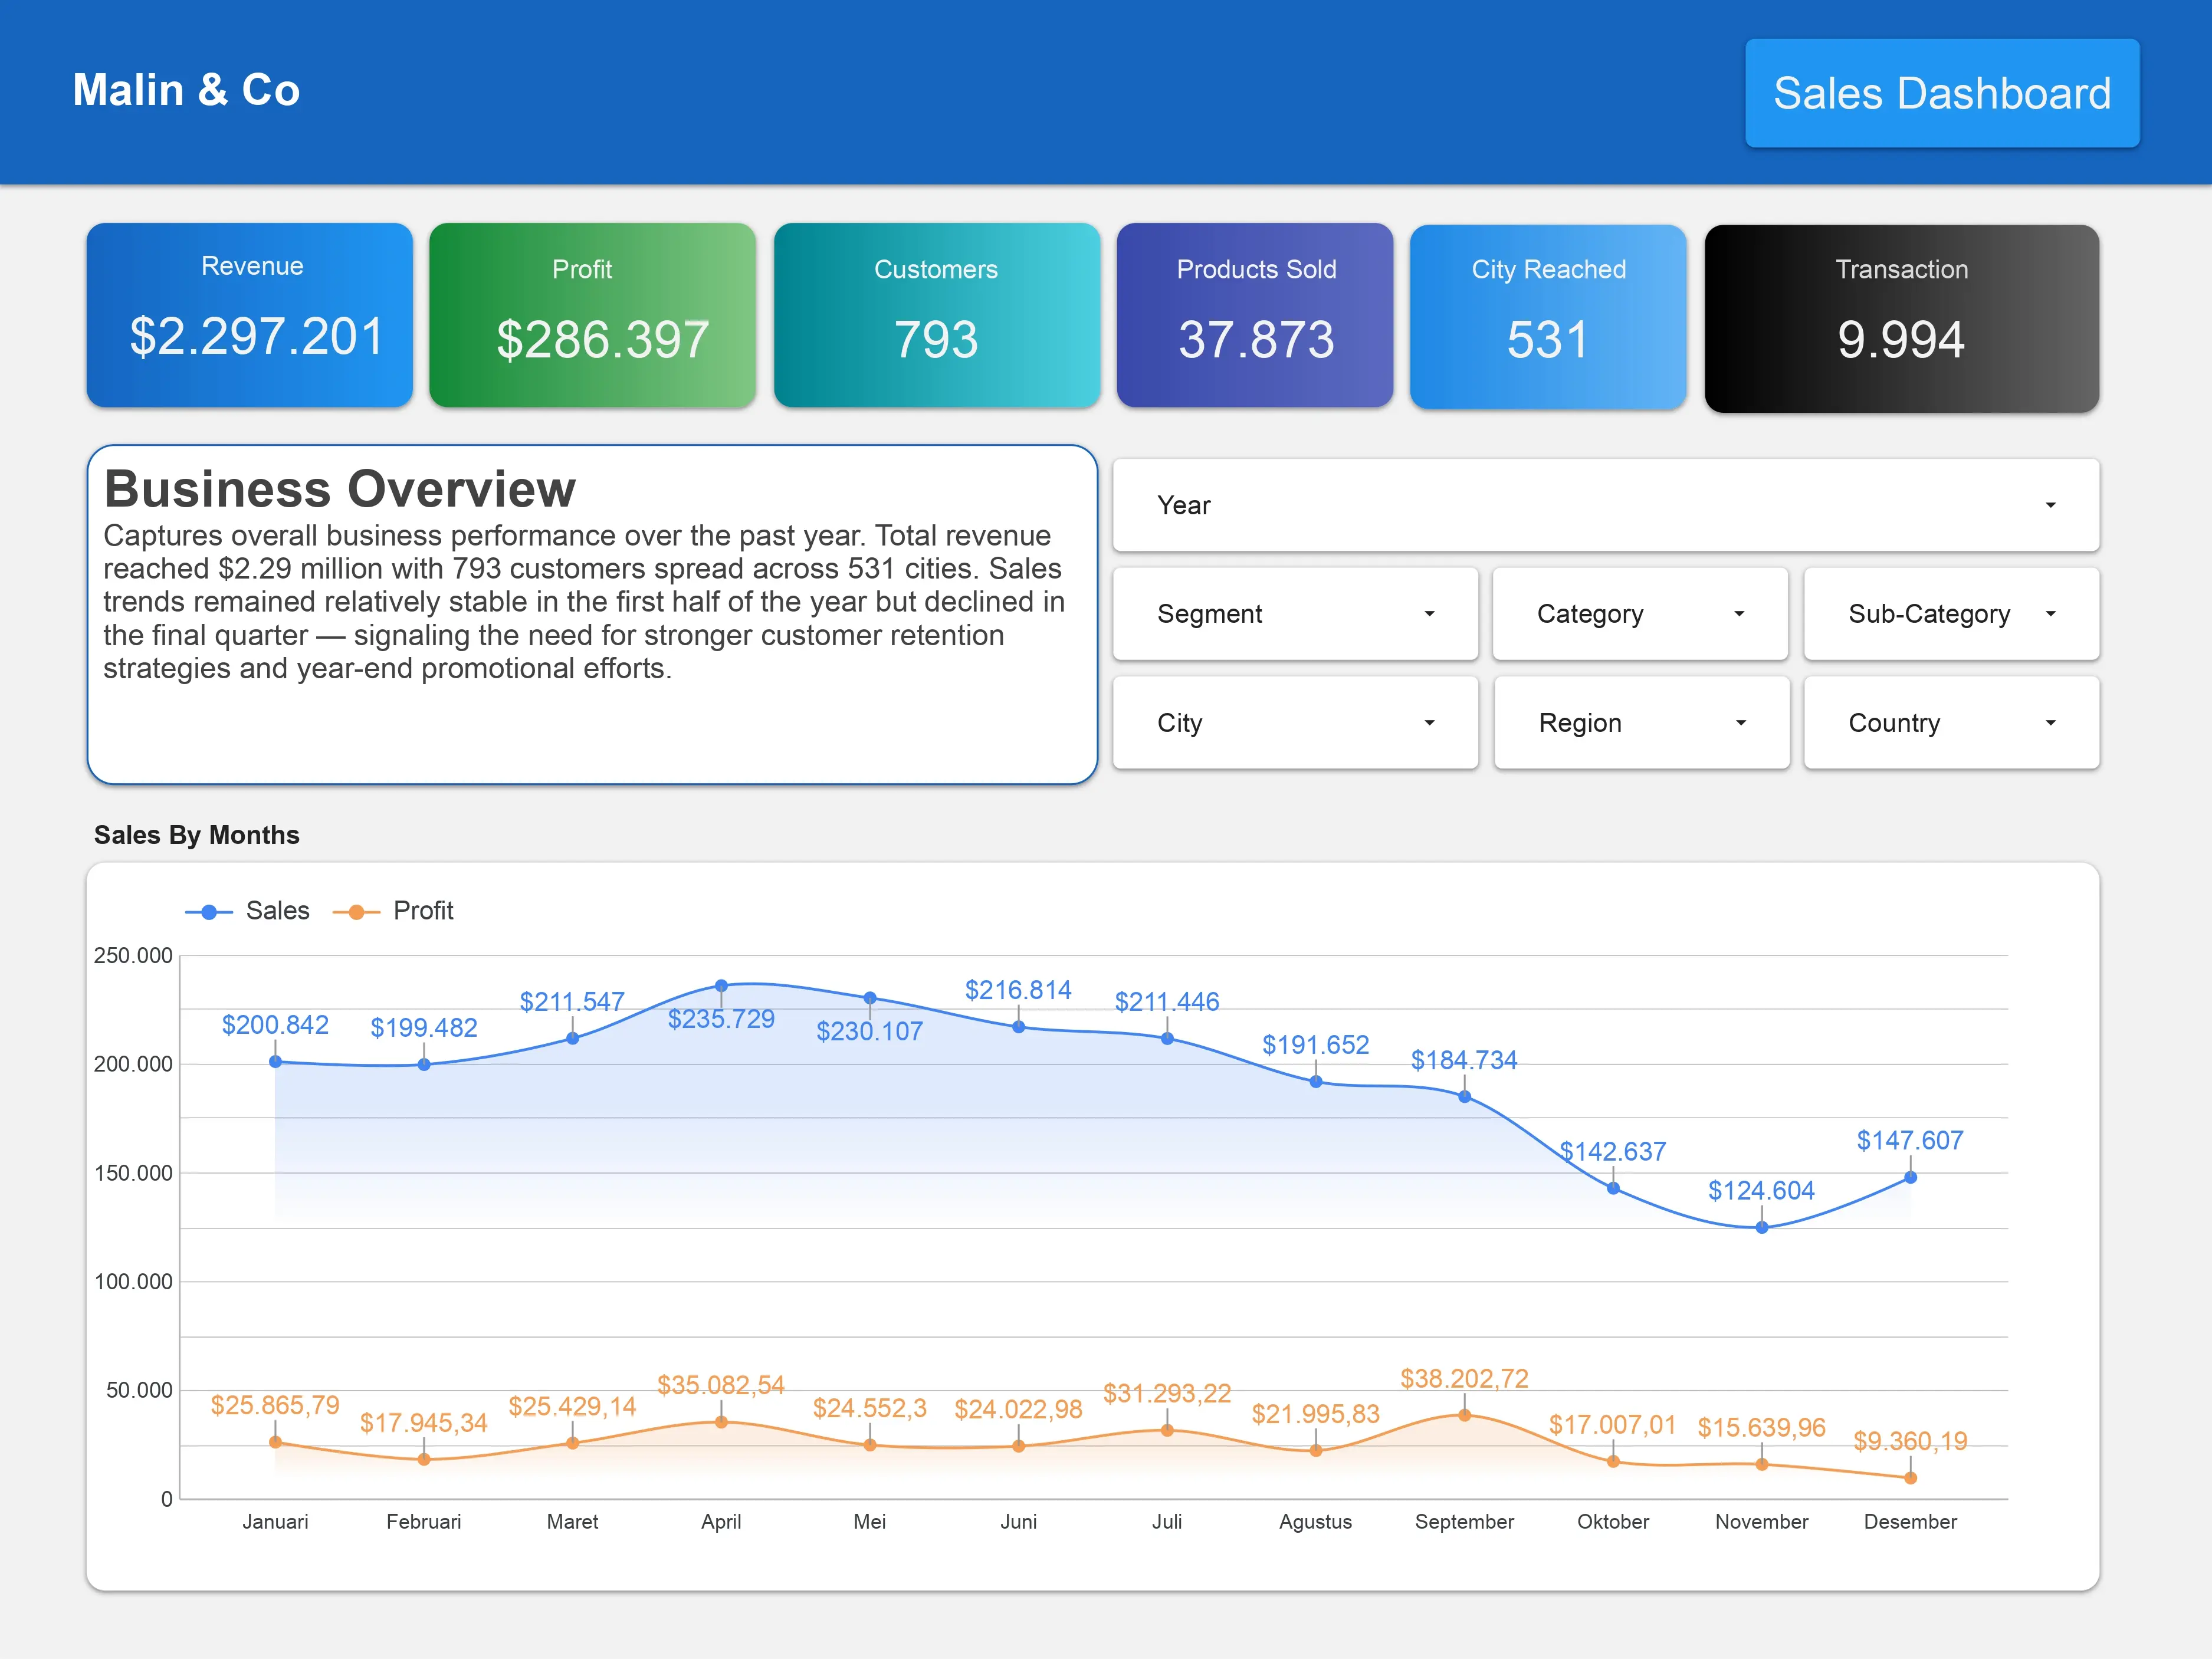 Malin & Co
Sales Dashboard
Revenue
$2.297.201
Profit
$286.397
Customers
793
Products Sold
37.873
City Reached
531
Transaction
9.994
Business Overview
Captures overall business performance over the past year. Total revenue
reached $2.29 million with 793 customers spread across 531 cities. Sales
trends remained relatively stable in the first half of the year but declined in
the final quarter — signaling the need for stronger customer retention
strategies and year-end promotional efforts.
Year
Segment
Category
Sub-Category
City
Region
Country
Sales By Months
Sales
Profit
250.000
200.000
150.000
100.000
50.000
0
$200.842
$199.482
$211.547
$235.729
$230.107
$216.814
$211.446
$191.652
$184.734
$142.637
$124.604
$147.607
$25.865,79
$17.945,34
$25.429,14
$35.082,54
$24.552,3
$24.022,98
$31.293,22
$21.995,83
$38.202,72
$17.007,01
$15.639,96
$9.360,19
Januari
Februari
Maret
April
Mei
Juni
Juli
Agustus
September
Oktober
November
Desember